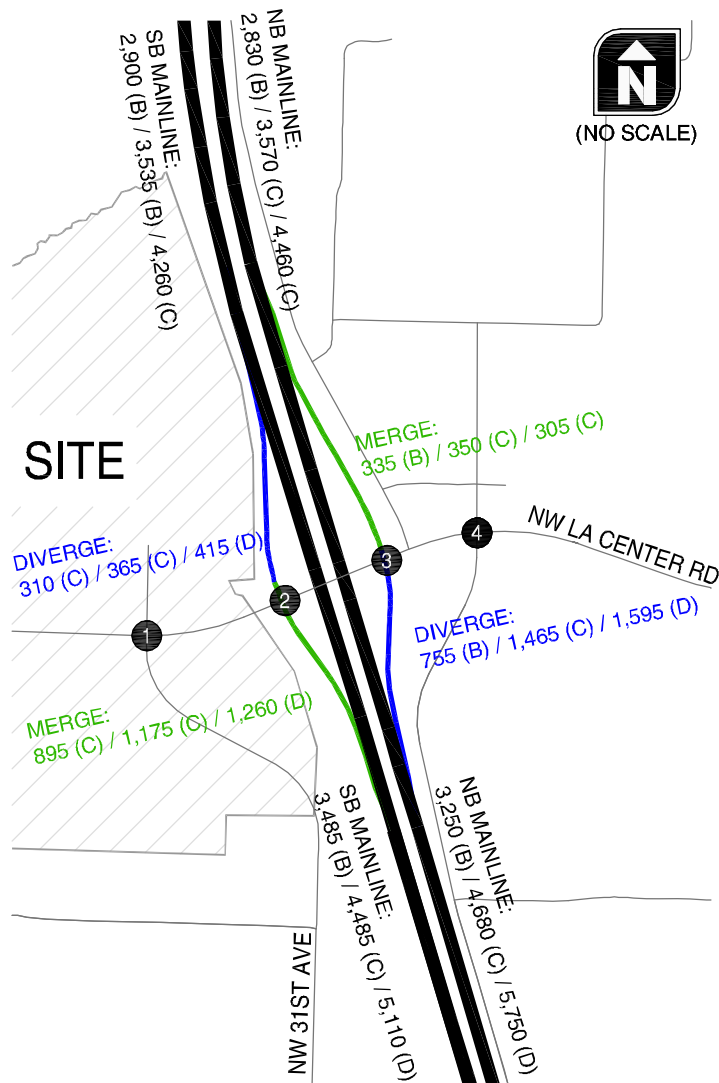 SB MAINLINE:
2,900 (B) / 3,535 (B) / 4,260 (C)
NB MAINLINE:
2,830 (B) / 3,570 (C) / 4,460 (C)
N
(NO SCALE)
MERGE:
335 (B) / 350 (C) / 305 (C)
SITE
NW LA CENTER RD
DIVERGE:
310 (C) / 365 (C) / 415 (D)
4
3
2
1
DIVERGE:
755 (B) / 1,465 (C) / 1,595 (D)
MERGE:
895 (C) / 1,175 (C) / 1,260 (D)
SB MAINLINE:
3,485 (B) / 4,485 (C) / 5,110 (D)
NB MAINLINE:
3,250 (B) / 4,680 (C) / 5,750 (D)
NW 31ST AVE